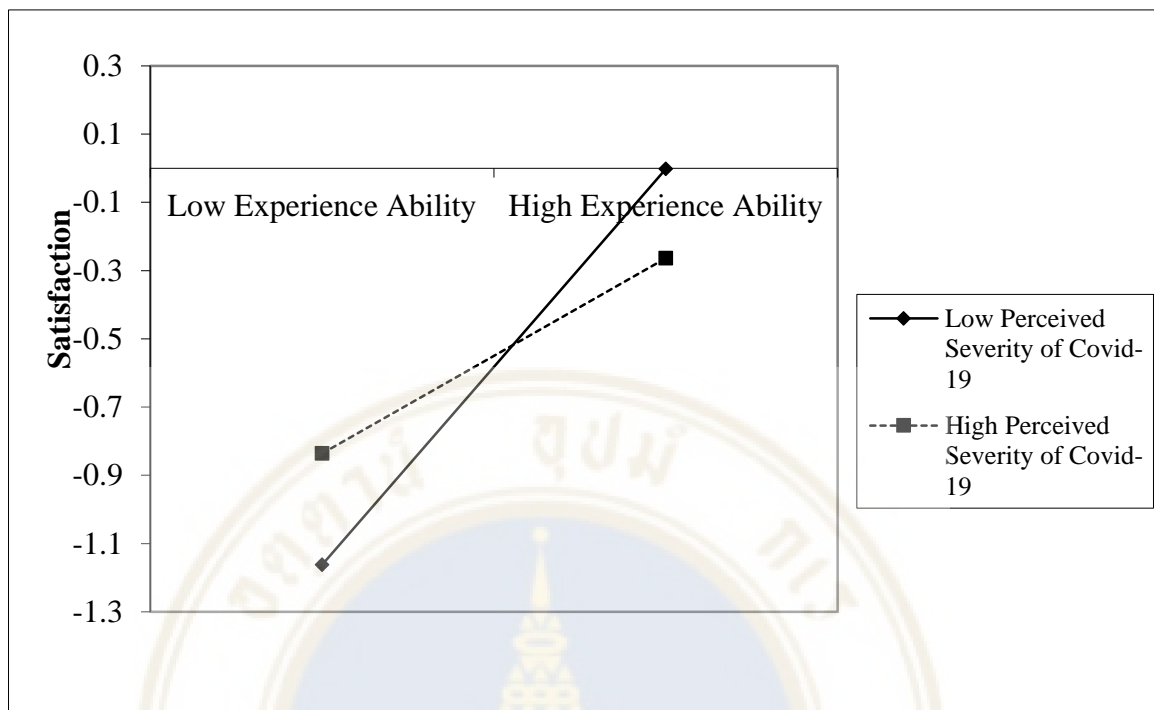 0.3
0.1
-0.1
-0.3
-0.5
-0.7
-0.9
-1.1
-1.3
Satisfaction
Low Experience Ability
High Experience Ability
Low Perceived
Severity of Covid-
19
High Perceived
Severity of Covid-
19